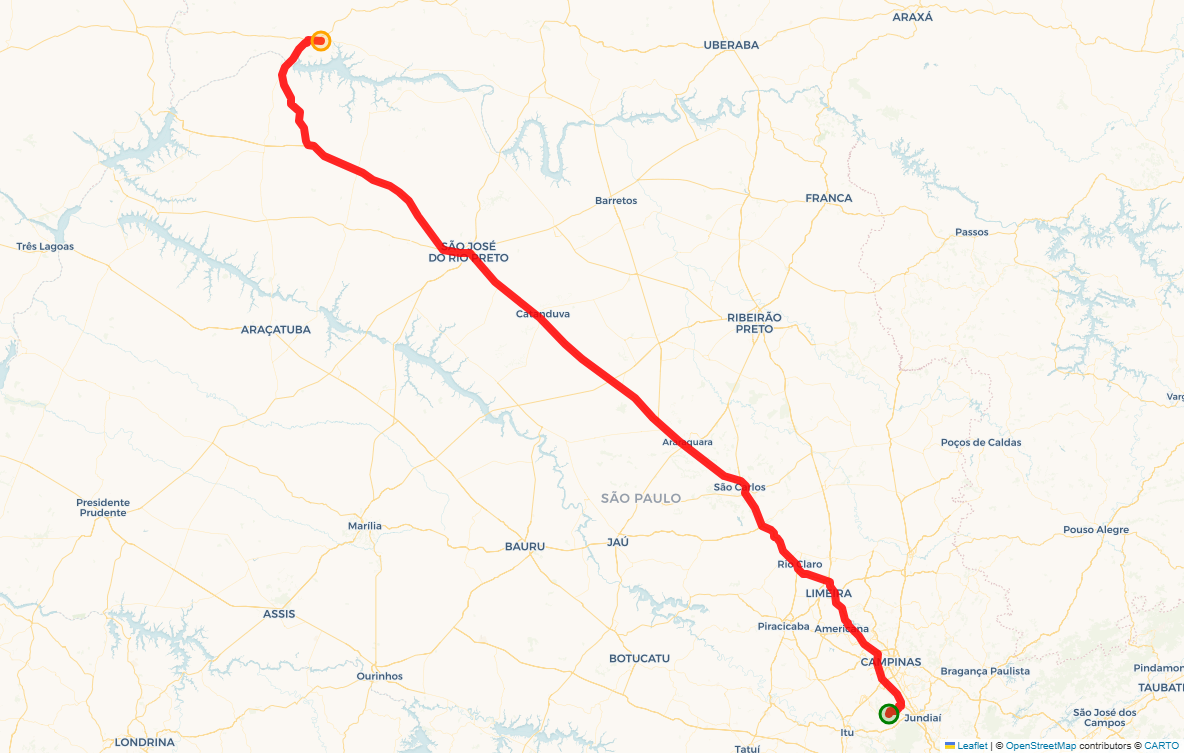 ARAXÁ
UBERABA
Barretos
FRANCA
Passos
Três Lagoas
SÃO JOSÉ
DO RIO PRETO
Catanduva
RIBEIRÃO
PRETO
ARAÇATUBA
Araraquara
Poços de Caldas
São Carlos
SÃO PAULO
Presidente
Prudente
Marília
Pouso Alegre
BAURU
JAÚ
Rio Claro
LIMEIRA
ASSIS
Piracicaba
Americana
BOTUCATU
CAMPINAS
Bragança Paulista
Pindamon
Ourinhos
TAUBAT
São José dos
Campos
Jundiaí
Itu
LONDRINA
Tatuí
Varg
Leaflet | © OpenStreetMap contributors © CARTO